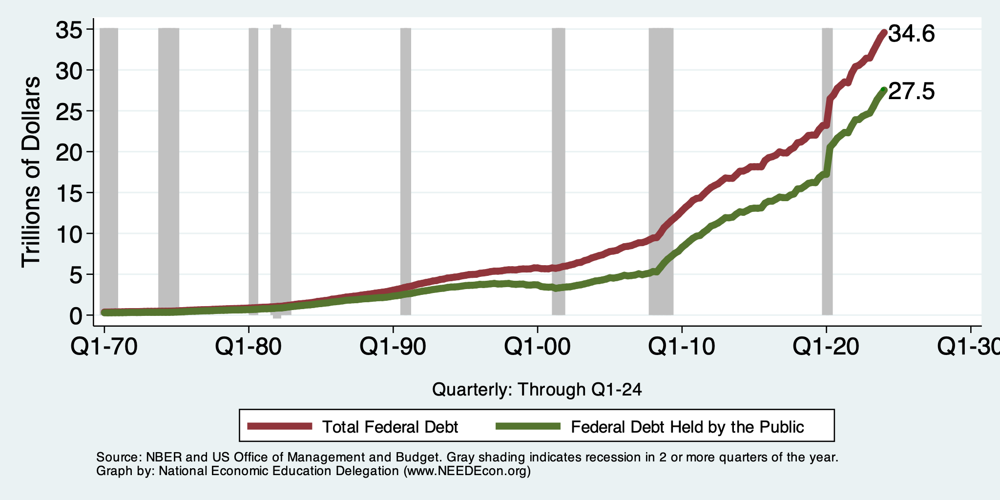 35
34.6
30
27.5
25
20
15
10
5
0
Trillions of Dollars
Q1-70 Q1-80 Q1-90 Q1-00 Q1-10 Q1-20 Q1-30
Quarterly: Through Q1-24
Total Federal Debt Federal Debt Held by the Public
Source: NBER and US Office of Management and Budget. Gray shading indicates recession in 2 or more quarters of the year.
Graph by: National Economic Education Delegation (www.NEEDEcon.org)